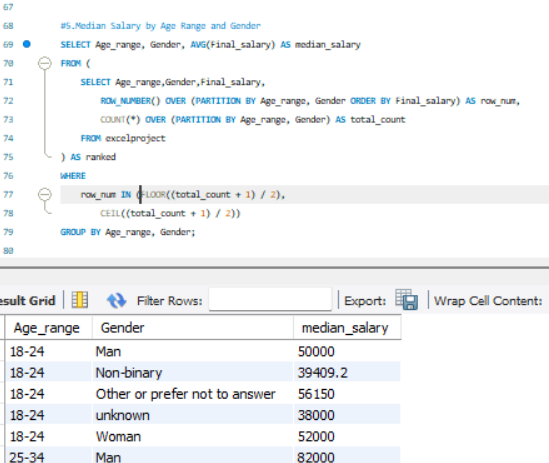 67
68 #5.Median Salary by Age Range and Gender
69 SELECT Age_range, Gender, AVG(Final_salary) AS median_salary
70 FROM (
71 SELECT Age_range,Gender,Final_salary,
72 ROW_NUMBER() OVER (PARTITION BY Age_range, Gender ORDER BY Final_salary) AS row_num,
73 COUNT(*) OVER (PARTITION BY Age_range, Gender) AS total_count
74 FROM excelproject
75 ) AS ranked
76 WHERE
77 row_num IN (FLOOR((total_count + 1) / 2),
78 CEIL((total_count + 1) / 2))
79 GROUP BY Age_range, Gender;
80
esult Grid Filter Rows: Export: Wrap Cell Content:
Age_range Gender median_salary
18-24 Man 50000
18-24 Non-binary 39409.2
18-24 Other or prefer not to answer 56150
18-24 unknown 38000
18-24 Woman 52000
25-34 Man 82000